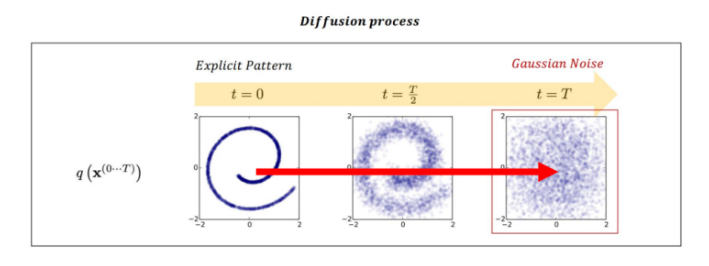 Diffusion process
Explicit Pattern
Gaussian Noise
t = 0
t = T/2
t = T
q (x^(0⋯T))
2
0
−2
−2
0
2
2
0
−2
−2
0
2
2
0
−2
−2
0
2